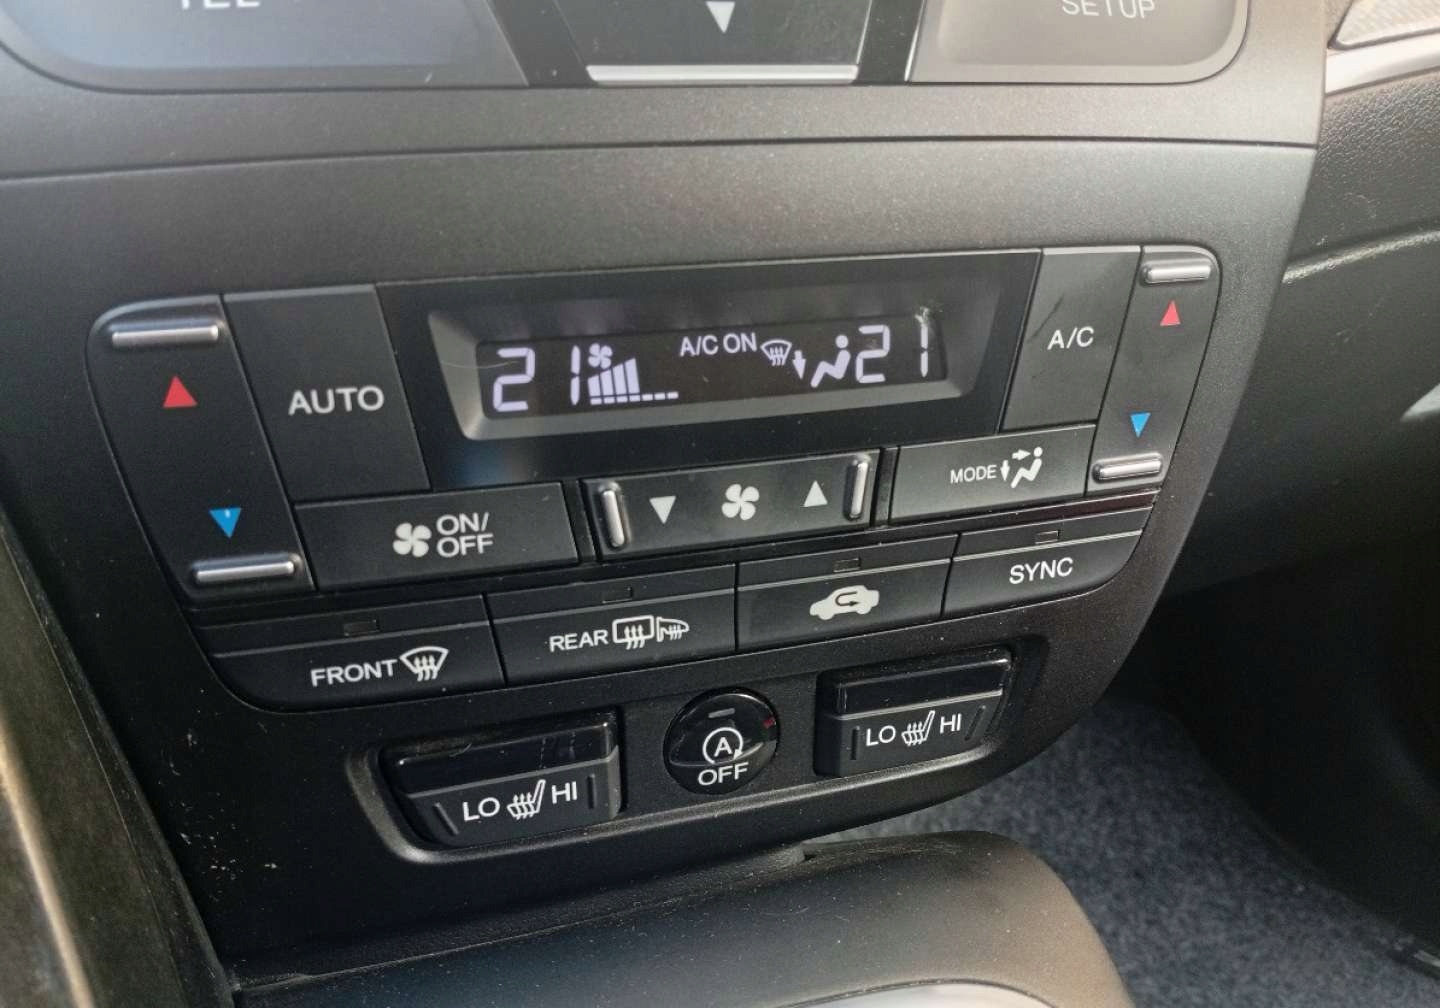 SETUP
AUTO
21 A/C ON 21
A/C
MODE
ON/
OFF
SYNC
REAR
FRONT
LO HI
A
OFF
LO HI